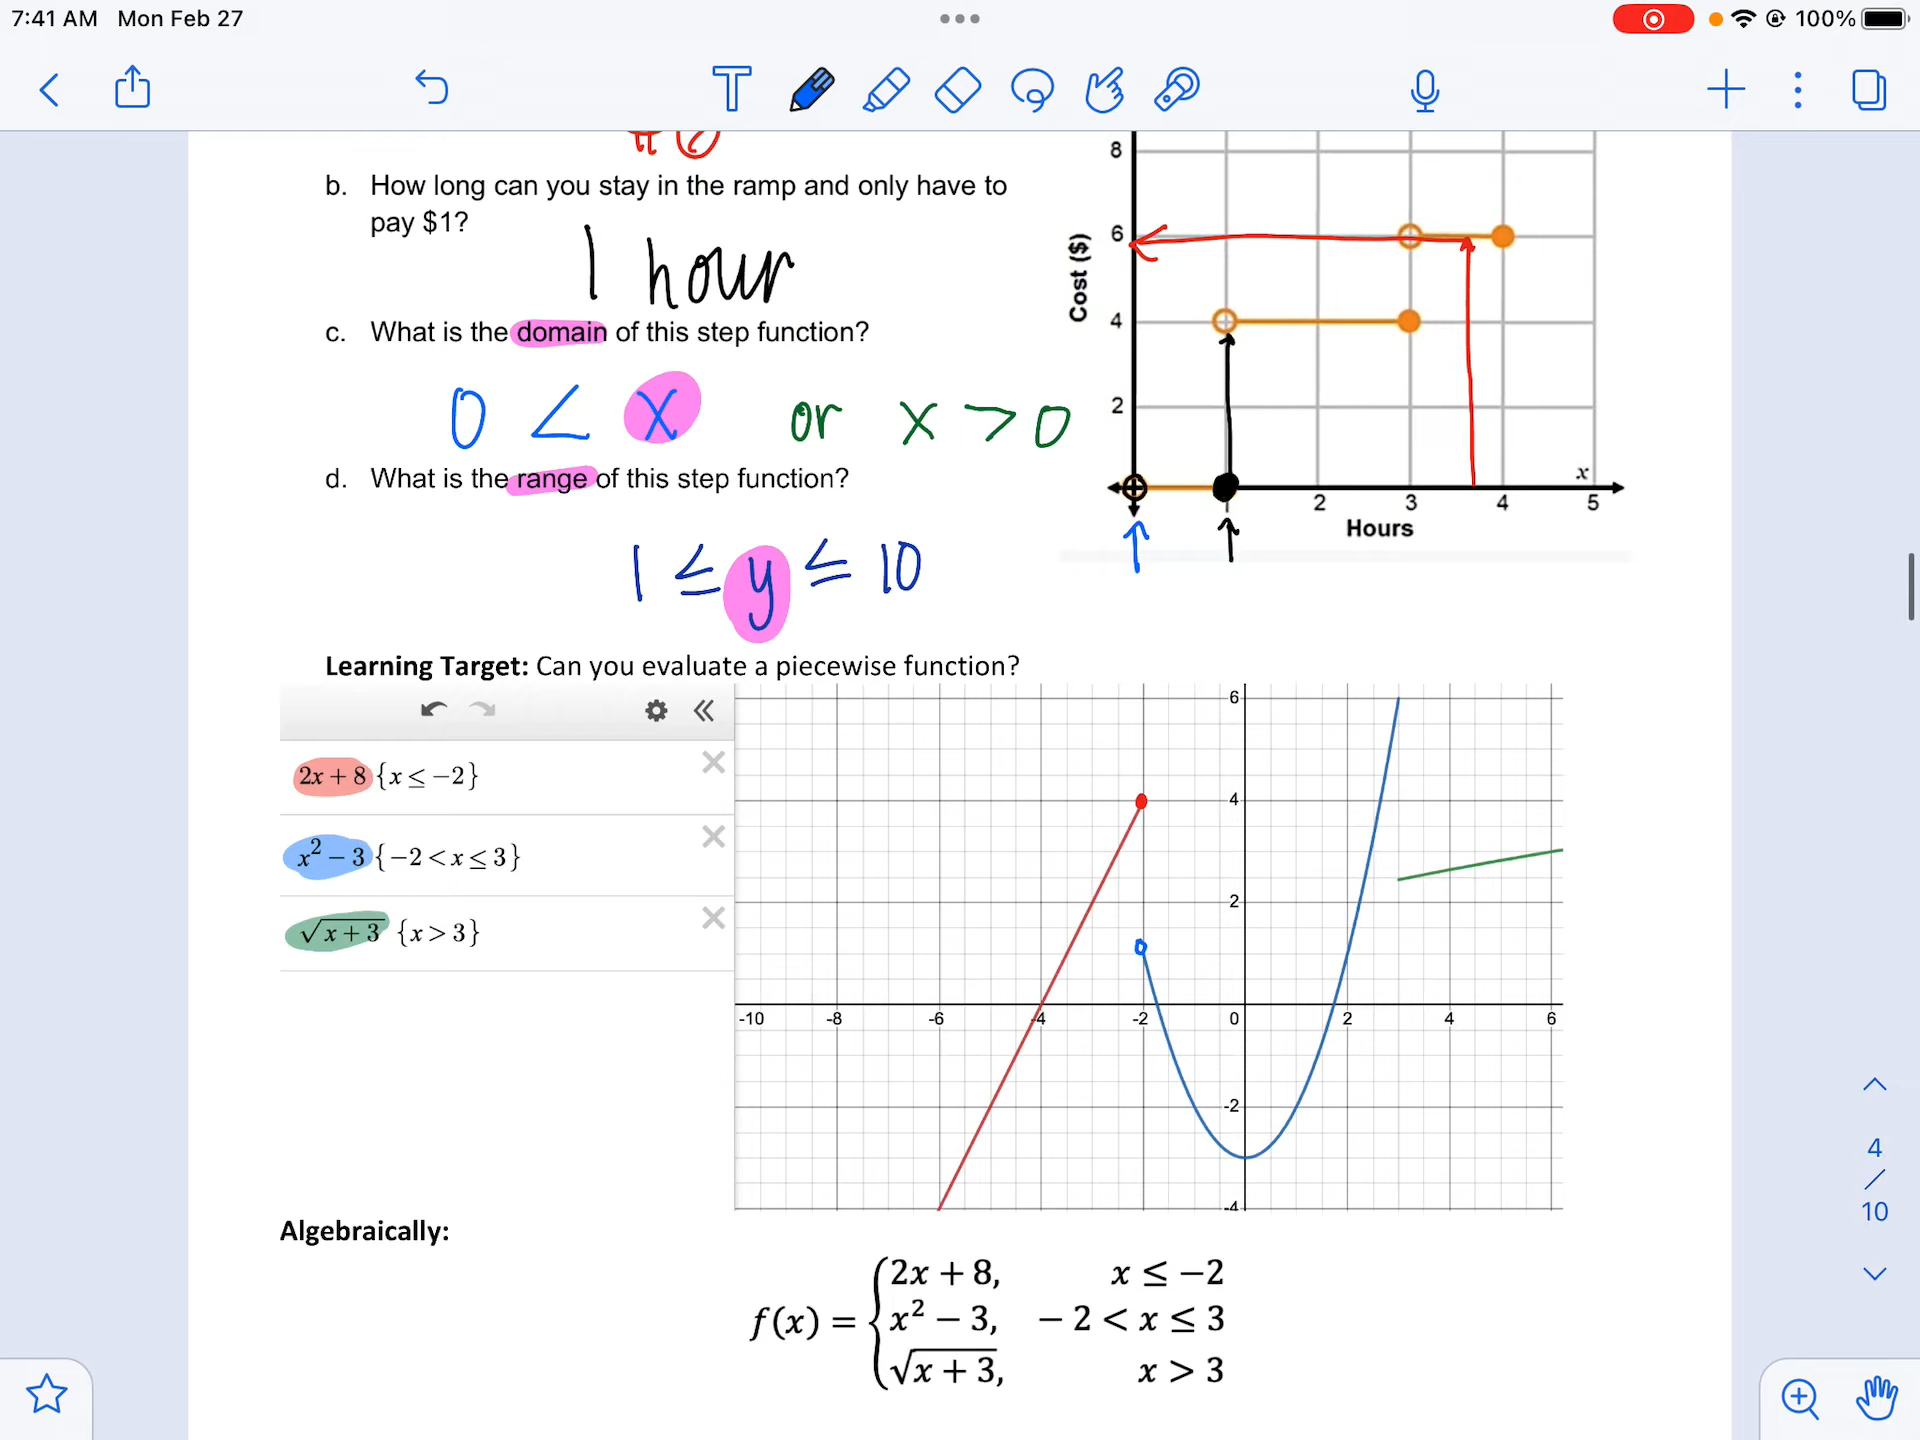 7:41 AM Mon Feb 27
100%
b. How long can you stay in the ramp and only have to
pay $1?
1 hour
c. What is the domain of this step function?
0 < x or x > 0
d. What is the range of this step function?
1 ≤ y ≤ 10
8
6
4
2
Cost ($)
x
2 3 4 5
Hours
Learning Target: Can you evaluate a piecewise function?
2x + 8 {x ≤ −2}
x² − 3 {−2 < x ≤ 3}
√x + 3 {x > 3}
6
4
2
-10 -8 -6 -4 -2 0 2 4 6
-2
-4
4
/
10
Algebraically:
2x + 8, x ≤ −2
f(x) = { x² − 3, − 2 < x ≤ 3
√x + 3, x > 3